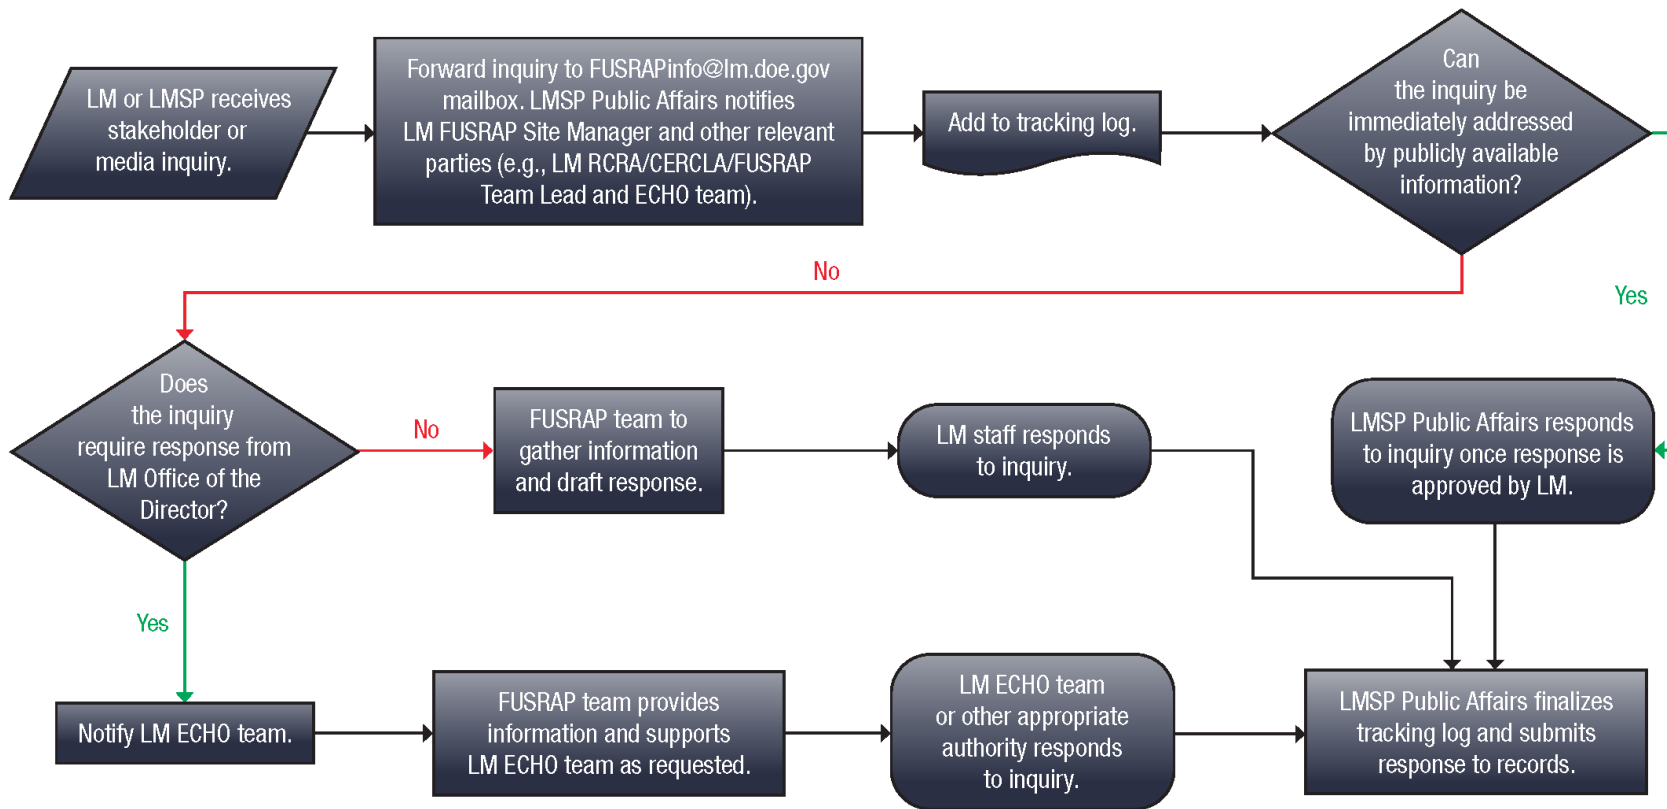 LM or LMSP receives
stakeholder or
media inquiry.
Forward inquiry to FUSRAPinfo@lm.doe.gov
mailbox. LMSP Public Affairs notifies
LM FUSRAP Site Manager and other relevant
parties (e.g., LM RCRA/CERCLA/FUSRAP
Team Lead and ECHO team).
Add to tracking log.
Can
the inquiry be
immediately addressed
by publicly available
information?
No
Yes
Does
the inquiry
require response from
LM Office of the
Director?
No
FUSRAP team to
gather information
and draft response.
LM staff responds
to inquiry.
LMSP Public Affairs responds
to inquiry once response is
approved by LM.
Yes
Notify LM ECHO team.
FUSRAP team provides
information and supports
LM ECHO team as requested.
LM ECHO team
or other appropriate
authority responds
to inquiry.
LMSP Public Affairs finalizes
tracking log and submits
response to records.